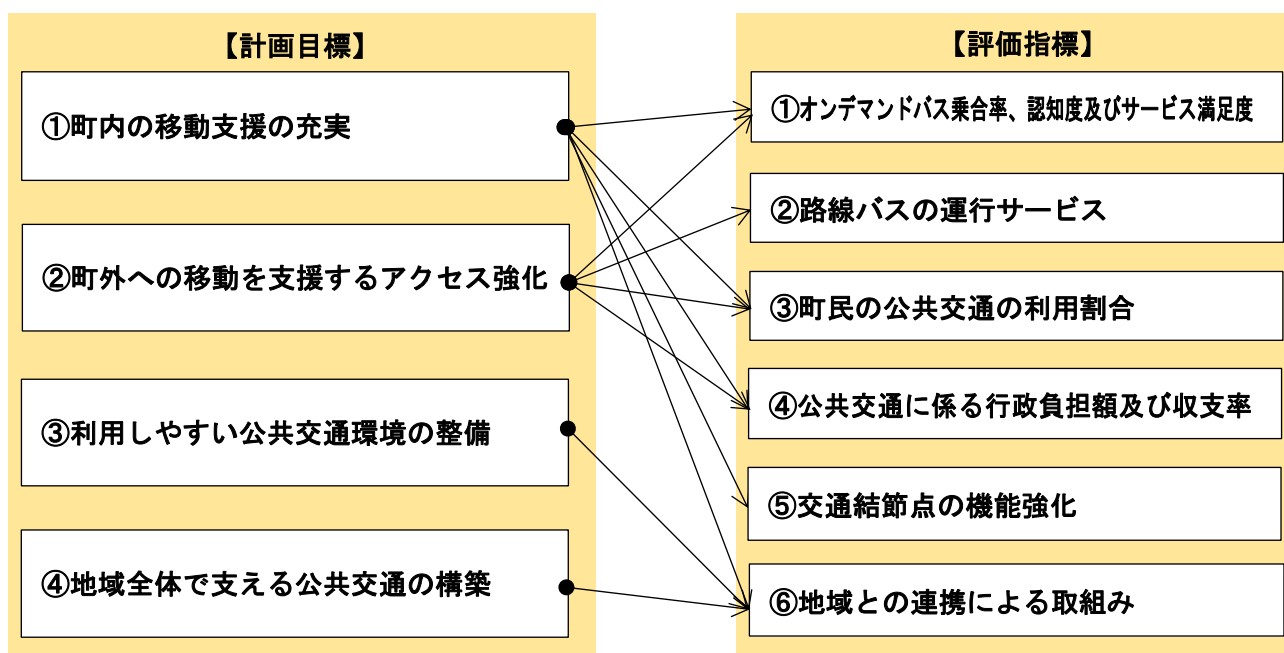 【計画目標】
①町内の移動支援の充実
②町外への移動を支援するアクセス強化
③利用しやすい公共交通環境の整備
④地域全体で支える公共交通の構築
【評価指標】
①オンデマンドバス乗合率、認知度及びサービス満足度
②路線バスの運行サービス
③町民の公共交通の利用割合
④公共交通に係る行政負担額及び収支率
⑤交通結節点の機能強化
⑥地域との連携による取組み